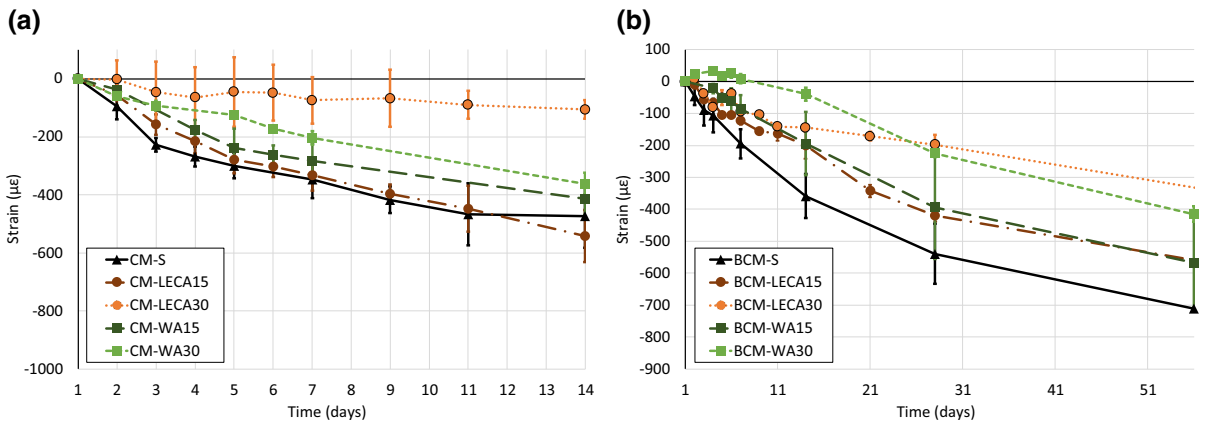 (a)
0
-200
-400
-600
-800
-1000
Strain (με)
CM-S
CM-LECA15
CM-LECA30
CM-WA15
CM-WA30
1 2 3 4 5 6 7 8 9 10 11 12 13 14
Time (days)
(b)
100
0
-100
-200
-300
-400
-500
-600
-700
-800
-900
Strain (με)
BCM-S
BCM-LECA15
BCM-LECA30
BCM-WA15
BCM-WA30
1 11 21 31 41 51
Time (days)